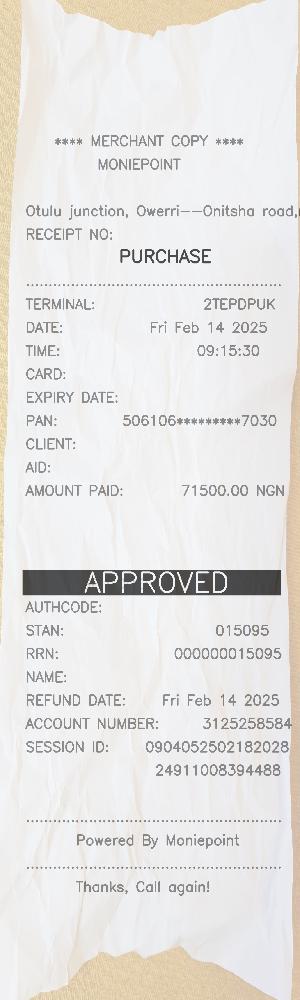 **** MERCHANT COPY ****
MONIEPOINT
Otulu junction, Owerri--Onitsha road,
RECEIPT NO:
PURCHASE
TERMINAL: 2TEPDPUK
DATE: Fri Feb 14 2025
TIME: 09:15:30
CARD:
EXPIRY DATE:
PAN: 506106*********7030
CLIENT:
AID:
AMOUNT PAID: 71500.00 NGN
APPROVED
AUTHCODE:
STAN: 015095
RRN: 000000015095
NAME:
REFUND DATE: Fri Feb 14 2025
ACCOUNT NUMBER: 3125258584
SESSION ID: 0904052502182028
24911008394488
Powered By Moniepoint
Thanks, Call again!